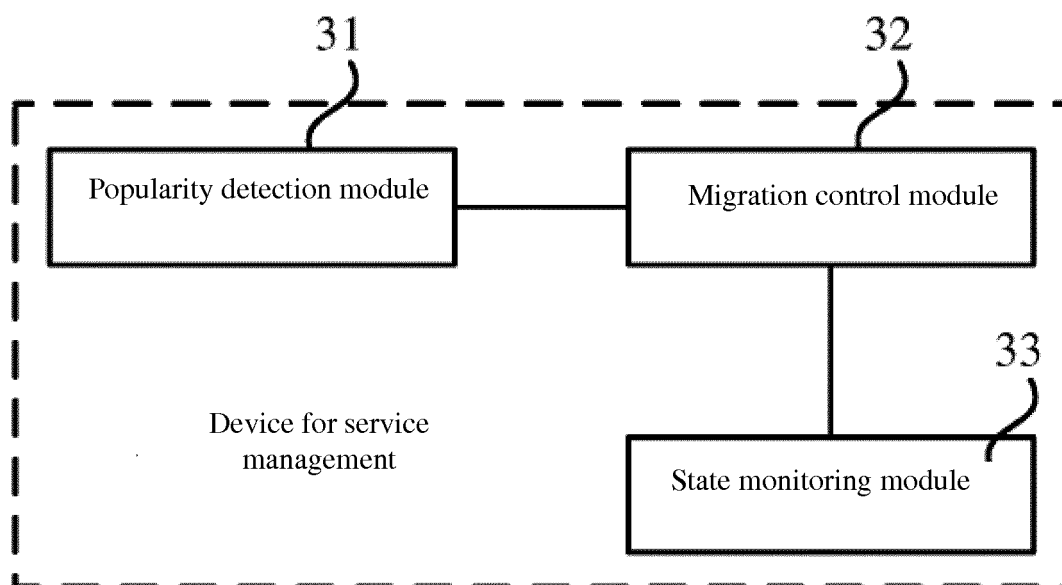 31
32
Popularity detection module
Migration control module
33
Device for service
management
State monitoring module